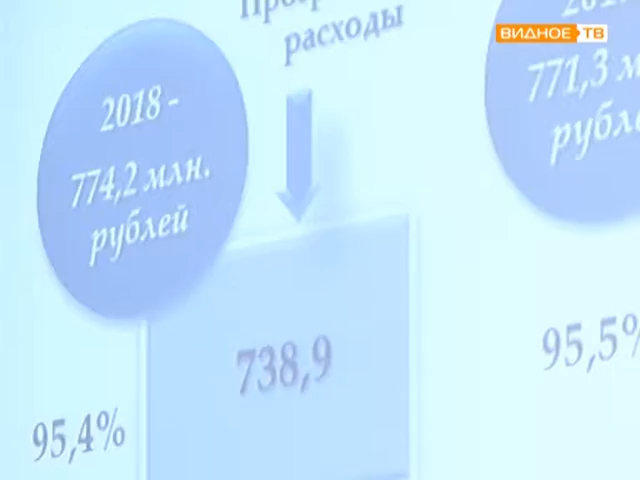 ВИДНОЕ ТВ
расходы
2018 -
774,2 млн.
рублей
771,3
738,9
95,4%
95,5%